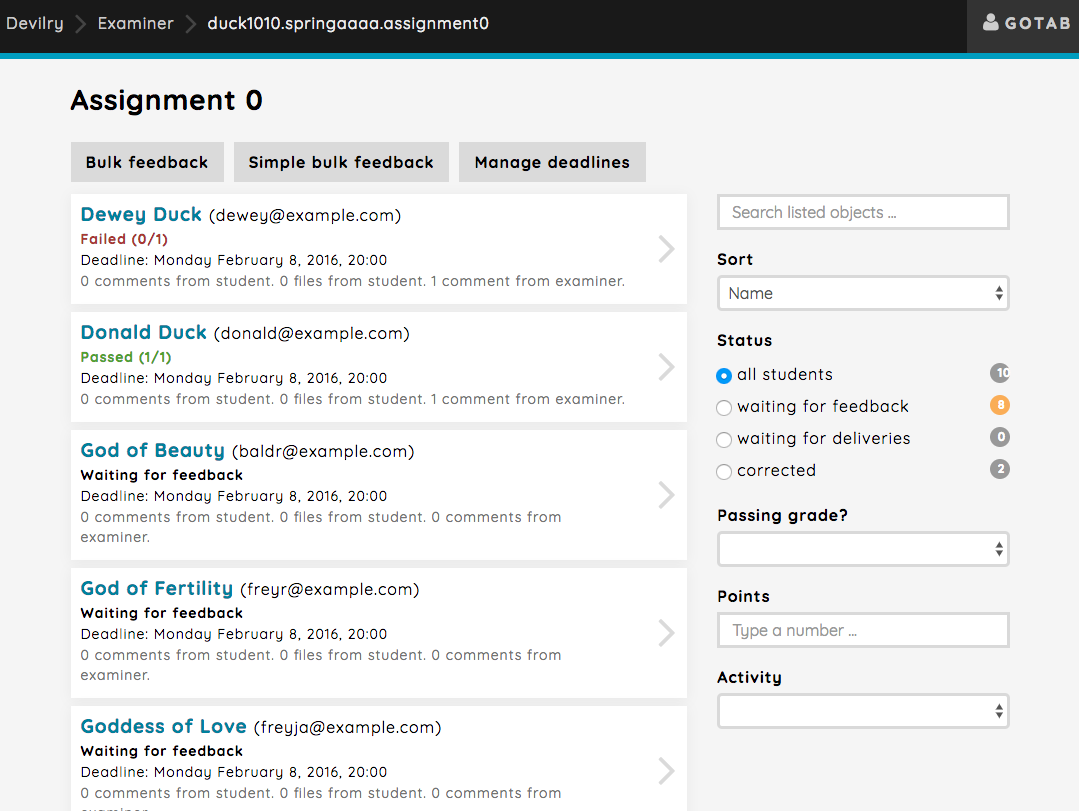 Devilry Examiner duck1010.springaaaa.assignment0 GOTAB
Assignment 0
Bulk feedback Simple bulk feedback Manage deadlines
Dewey Duck (dewey@example.com)
Failed (0/1)
Deadline: Monday February 8, 2016, 20:00
0 comments from student. 0 files from student. 1 comment from examiner.
Donald Duck (donald@example.com)
Passed (1/1)
Deadline: Monday February 8, 2016, 20:00
0 comments from student. 0 files from student. 1 comment from examiner.
God of Beauty (baldr@example.com)
Waiting for feedback
Deadline: Monday February 8, 2016, 20:00
0 comments from student. 0 files from student. 0 comments from
examiner.
God of Fertility (freyr@example.com)
Waiting for feedback
Deadline: Monday February 8, 2016, 20:00
0 comments from student. 0 files from student. 0 comments from
examiner.
Goddess of Love (freyja@example.com)
Waiting for feedback
Deadline: Monday February 8, 2016, 20:00
0 comments from student. 0 files from student. 0 comments from
Search listed objects ...
Sort
Name
Status
all students 10
waiting for feedback 8
waiting for deliveries 0
corrected 2
Passing grade?
Points
Type a number ...
Activity